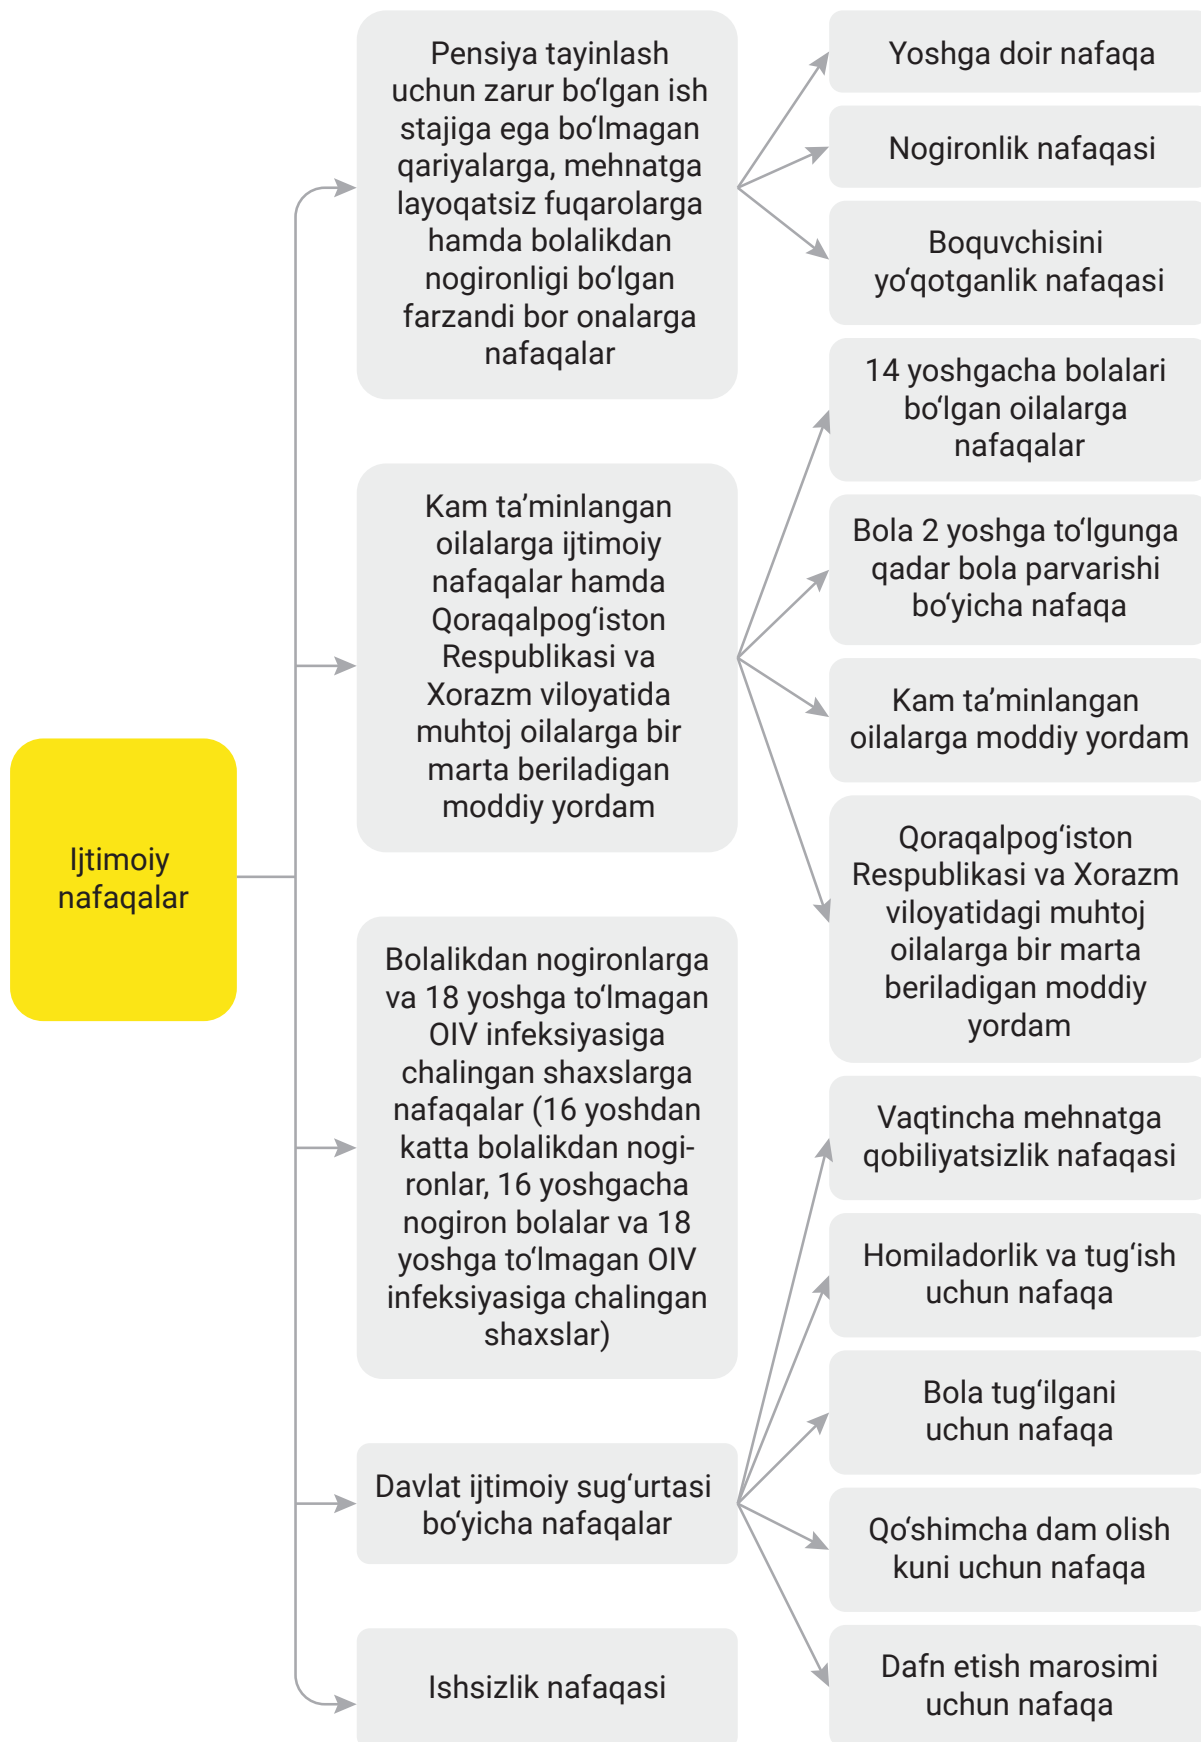 Ijtimoiy
nafaqalar
Pensiya tayinlash
uchun zarur bo‘lgan ish
stajiga ega bo‘lmagan
qariyalarga, mehnatga
layoqatsiz fuqarolarga
hamda bolalikdan
nogironligi bo‘lgan
farzandi bor onalarga
nafaqalar
Yoshga doir nafaqa
Nogironlik nafaqasi
Boquvchisini
yo‘qotganlik nafaqasi
Kam ta’minlangan
oilalarga ijtimoiy
nafaqalar hamda
Qoraqalpog‘iston
Respublikasi va
Xorazm viloyatida
muhtoj oilalarga bir
marta beriladigan
moddiy yordam
14 yoshgacha bolalari
bo‘lgan oilalarga
nafaqalar
Bola 2 yoshga to‘lgunga
qadar bola parvarishi
bo‘yicha nafaqa
Kam ta’minlangan
oilalarga moddiy yordam
Qoraqalpog‘iston
Respublikasi va Xorazm
viloyatidagi muhtoj
oilalarga bir marta
beriladigan moddiy
yordam
Bolalikdan nogironlarga
va 18 yoshga to‘lmagan
OIV infeksiyasiga
chalingan shaxslarga
nafaqalar (16 yoshdan
katta bolalikdan nogi-
ronlar, 16 yoshgacha
nogiron bolalar va 18
yoshga to‘lmagan OIV
infeksiyasiga chalingan
shaxslar)
Davlat ijtimoiy sug‘urtasi
bo‘yicha nafaqalar
Vaqtincha mehnatga
qobiliyatsizlik nafaqasi
Homiladorlik va tug‘ish
uchun nafaqa
Bola tug‘ilgani
uchun nafaqa
Qo‘shimcha dam olish
kuni uchun nafaqa
Dafn etish marosimi
uchun nafaqa
Ishsizlik nafaqasi